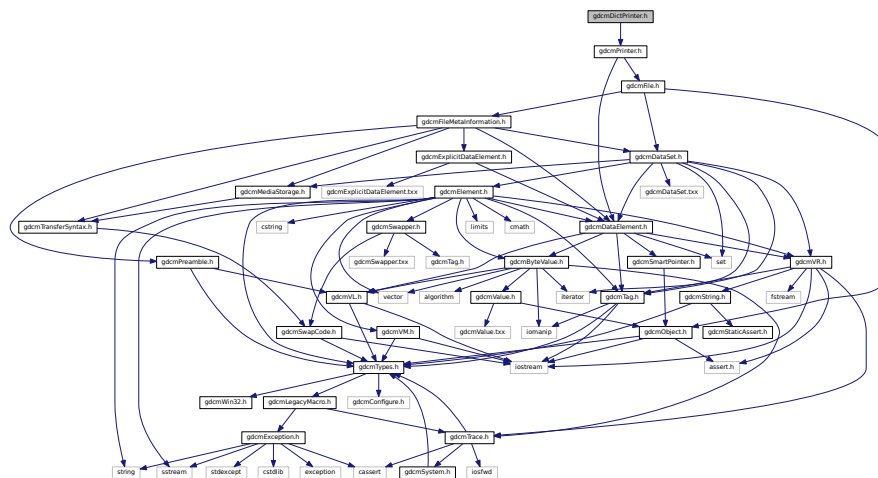 gdcmDictPrinter.h
gdcmPrinter.h
gdcmFile.h
gdcmFileMetaInformation.h
gdcmExplicitDataElement.h
gdcmDataSet.h
gdcmMediaStorage.h
gdcmExplicitDataElement.txx
gdcmElement.h
gdcmDataSet.txx
gdcmTransferSyntax.h
cstring
gdcmSwapper.h
limits
cmath
gdcmDataElement.h
gdcmPreamble.h
gdcmSwapper.txx
gdcmTag.h
gdcmByteValue.h
gdcmSmartPointer.h
set
gdcmVR.h
gdcmVL.h
vector
algorithm
gdcmValue.h
iterator
gdcmTag.h
gdcmString.h
fstream
gdcmSwapCode.h
gdcmVM.h
gdcmValue.txx
iomanip
gdcmObject.h
gdcmStaticAssert.h
gdcmTypes.h
iostream
assert.h
gdcmWin32.h
gdcmLegacyMacro.h
gdcmConfigure.h
gdcmException.h
gdcmTrace.h
string
sstream
stdexcept
cstdlib
exception
cassert
gdcmSystem.h
iosfwd